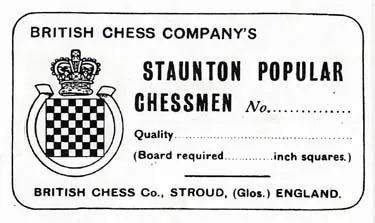 BRITISH CHESS COMPANY'S
STAUNTON POPULAR
CHESSMEN No..............
Quality..............................................
(Board required.............inch squares.)
BRITISH CHESS Co., STROUD, (Glos.) ENGLAND.